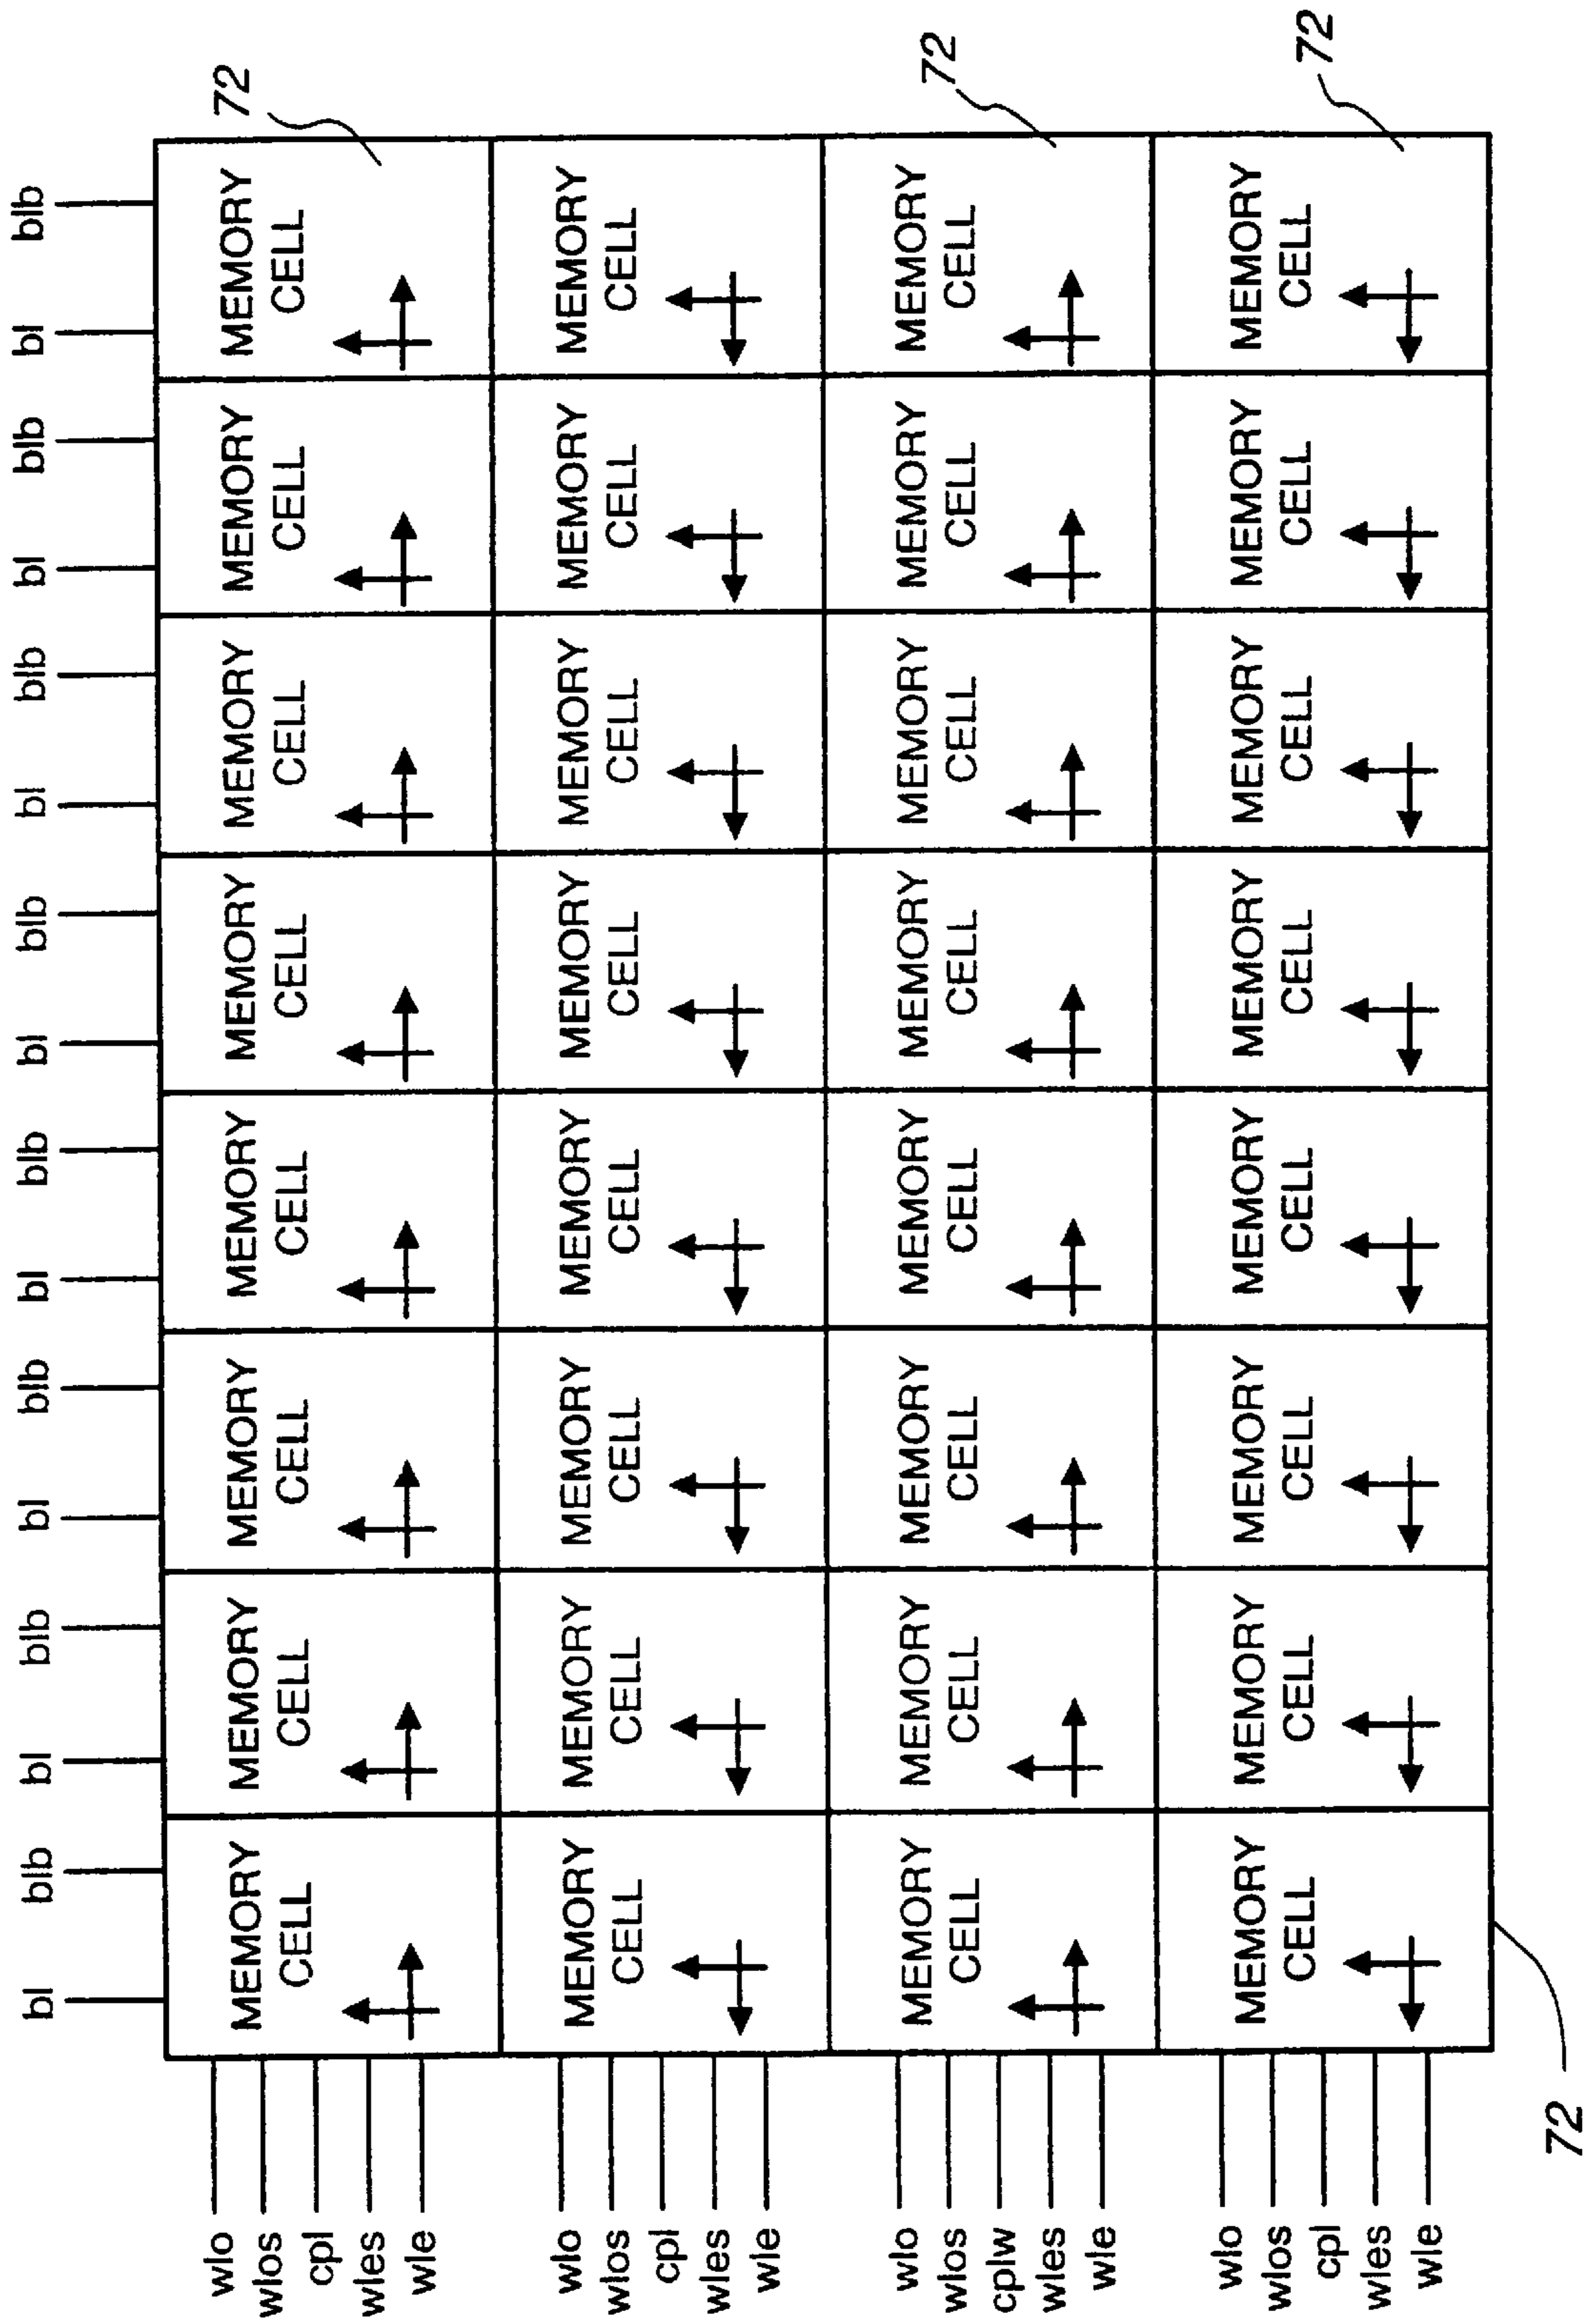 bl blb bl blb bl blb bl blb bl blb bl blb bl blb bl blb
wlo
wlos
cpl
wles
wle
MEMORY MEMORY MEMORY MEMORY MEMORY MEMORY MEMORY MEMORY
CELL CELL CELL CELL CELL CELL CELL CELL
72
wlo
wlos
cpl
wles
wle
MEMORY MEMORY MEMORY MEMORY MEMORY MEMORY MEMORY MEMORY
CELL CELL CELL CELL CELL CELL CELL CELL
wlo
wlos
cplw
wles
wle
MEMORY MEMORY MEMORY MEMORY MEMORY MEMORY MEMORY MEMORY
CELL CELL CELL CELL CELL CELL CELL CELL
72
wlo
wlos
cpl
wles
wle
MEMORY MEMORY MEMORY MEMORY MEMORY MEMORY MEMORY MEMORY
CELL CELL CELL CELL CELL CELL CELL CELL
72
72